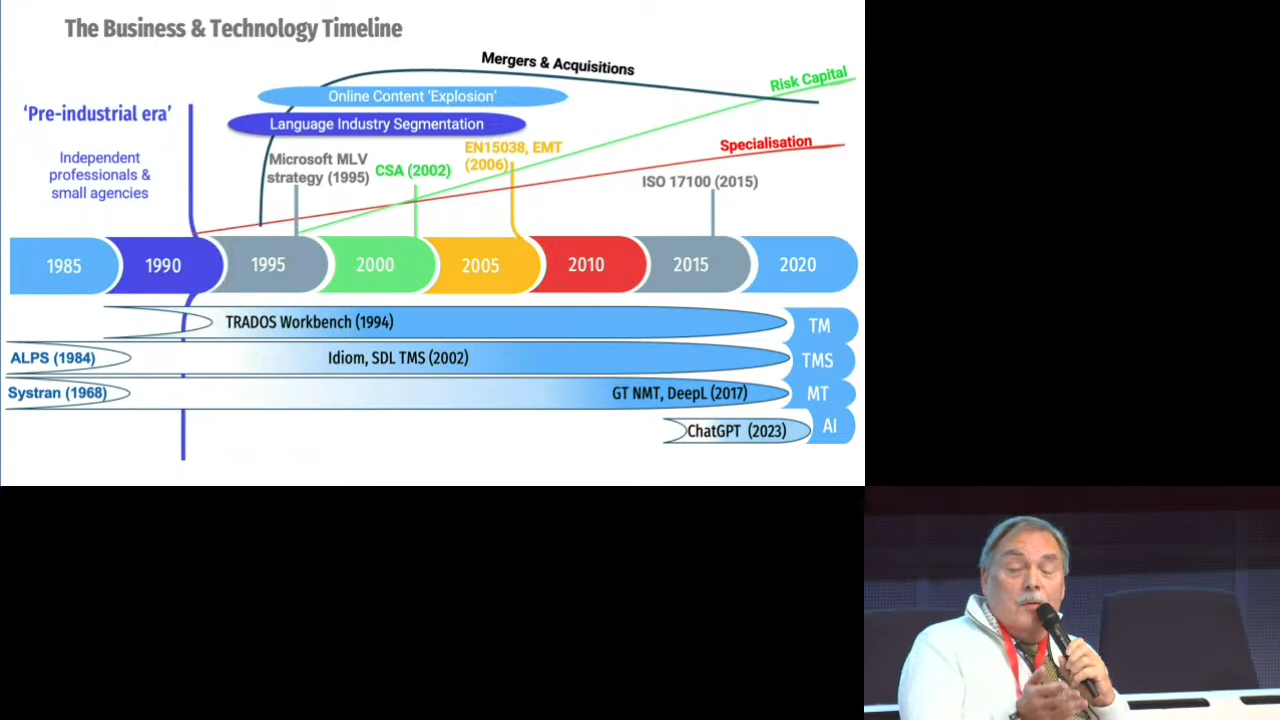 The Business & Technology Timeline
Mergers & Acquisitions
Risk Capital
Online Content ‘Explosion’
‘Pre-industrial era’
Language Industry Segmentation
Specialisation
Independent
professionals &
small agencies
Microsoft MLV
strategy (1995)
CSA (2002)
EN15038, EMT
(2006)
ISO 17100 (2015)
1985
1990
1995
2000
2005
2010
2015
2020
TRADOS Workbench (1994)
TM
ALPS (1984)
Idiom, SDL TMS (2002)
TMS
Systran (1968)
GT NMT, DeepL (2017)
MT
ChatGPT (2023)
AI